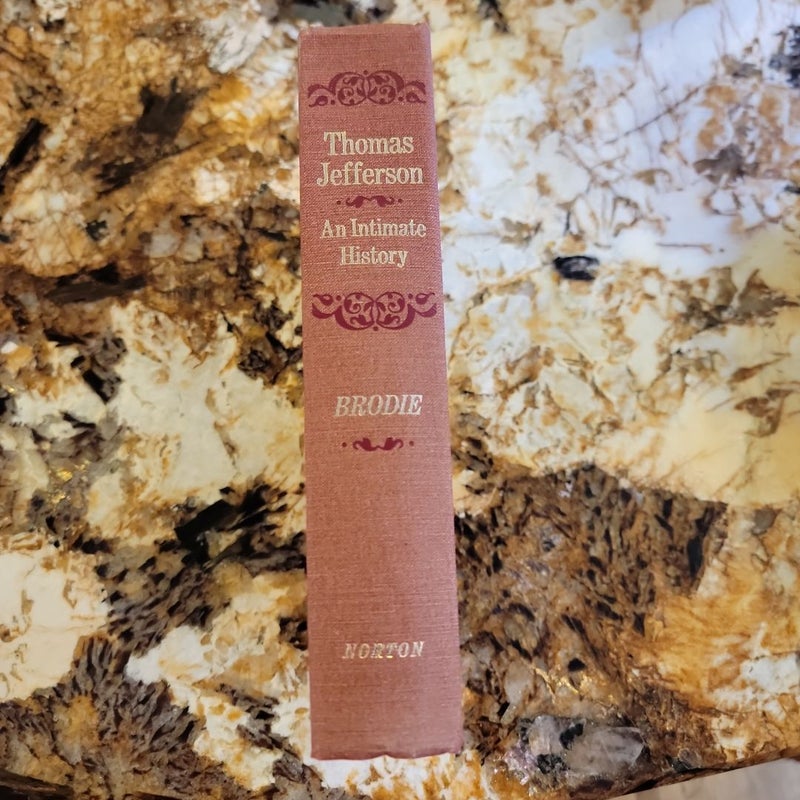 Thomas
Jefferson
An Intimate
History
BRODIE
NORTON